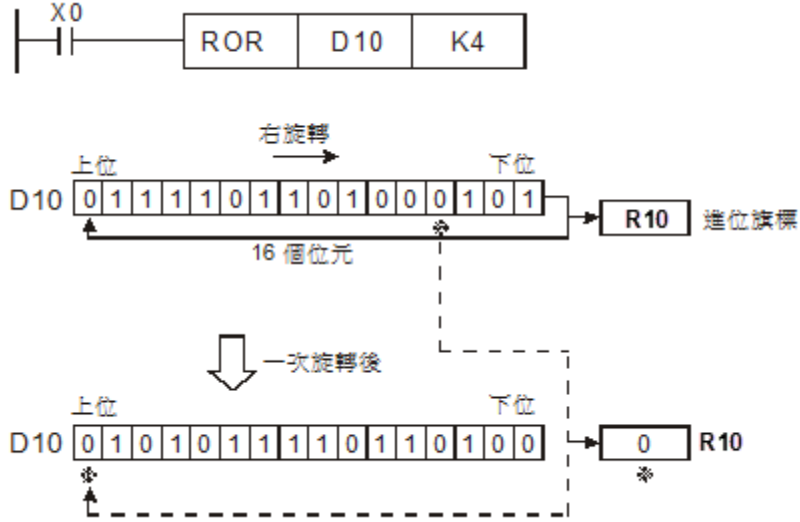 X0
ROR D10 K4
右旋轉
上位 下位
D10 0 1 1 1 1 0 1 1 0 1 0 0 0 1 0 1 R10 進位旗標
※
16 個位元
一次旋轉後
上位 下位
D10 0 1 0 1 0 1 1 1 1 0 1 1 0 1 0 0 0 R10
※ ※